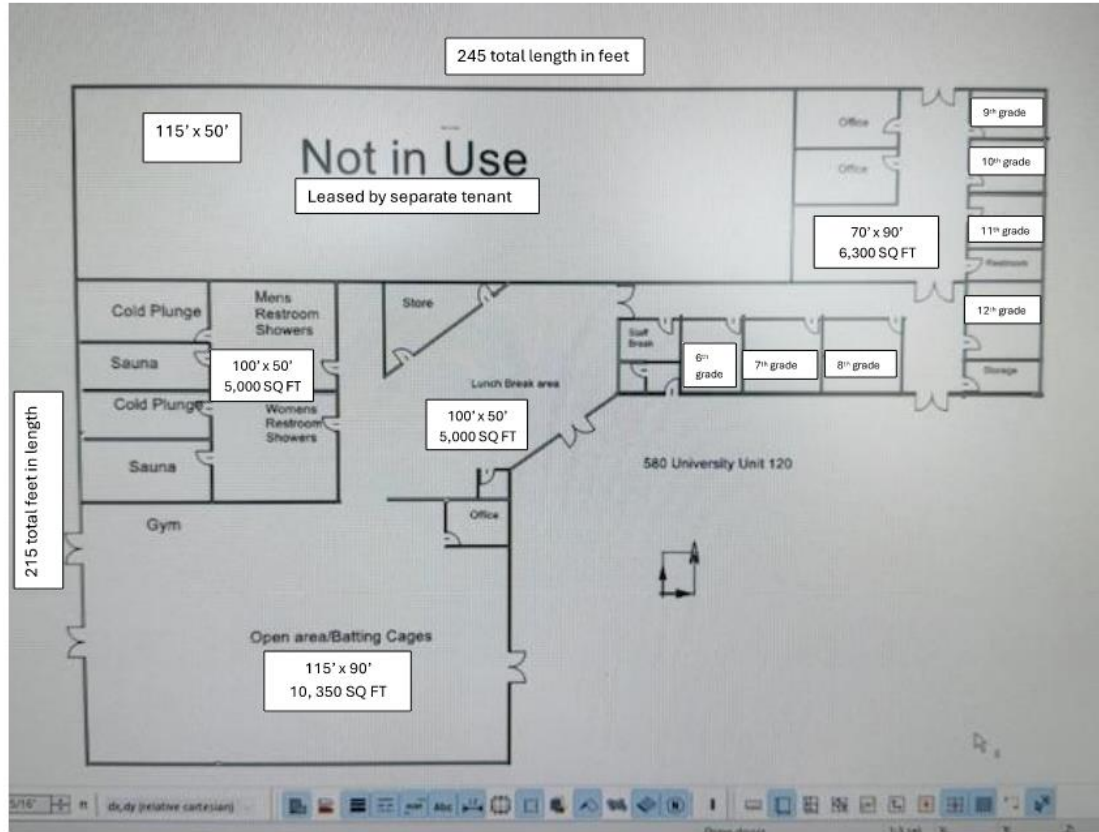 245 total length in feet
115' x 50'
Not in Use
Leased by separate tenant
Office
Office
9th grade
10th grade
11th grade
Restroom
70' x 90'
6,300 SQ FT
12th grade
Storage
Cold Plunge
Mens
Restroom
Showers
Store
Sauna
100' x 50'
5,000 SQ FT
Staff
Break
6th
grade
7th grade
8th grade
Lunch Break area
Cold Plunge
Womens
Restroom
Showers
100' x 50'
5,000 SQ FT
Sauna
580 University Unit 120
215 total feet in length
Gym
Office
Open area/Batting Cages
115' x 90'
10, 350 SQ FT
5/16"
dx,dy (relative cartesian)
Abc